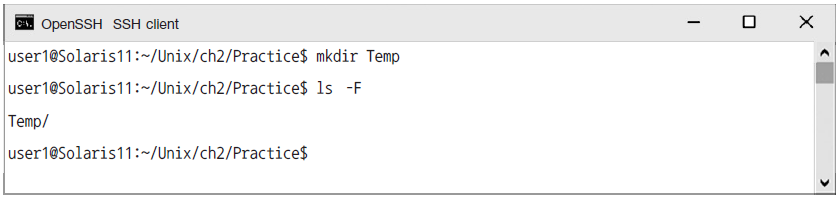 OpenSSH SSH client
user1@Solaris11:~/Unix/ch2/Practice$ mkdir Temp
user1@Solaris11:~/Unix/ch2/Practice$ ls -F
Temp/
user1@Solaris11:~/Unix/ch2/Practice$